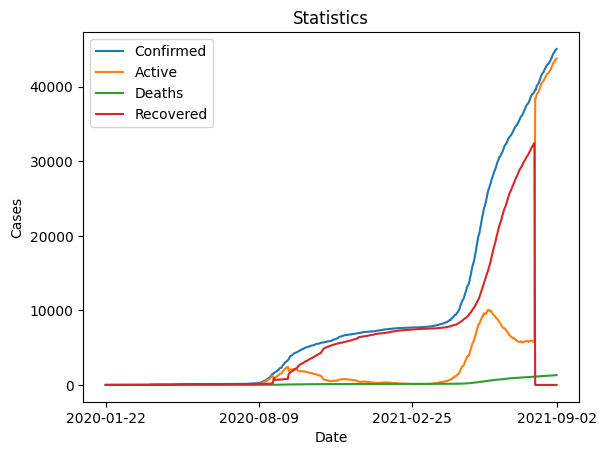 Statistics
Confirmed
Active
Deaths
Recovered
Cases
40000
30000
20000
10000
0
2020-01-22
2020-08-09
2021-02-25
2021-09-02
Date